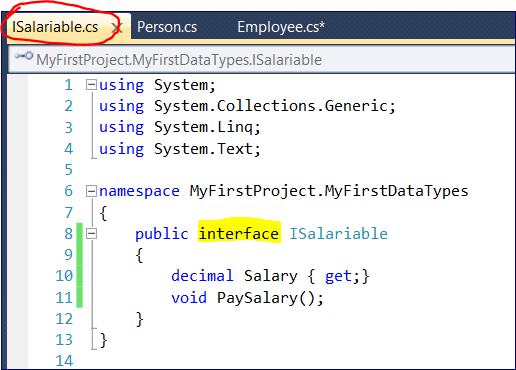 ISalariable.cs X Person.cs Employee.cs*
MyFirstProject.MyFirstDataTypes.ISalariable
1 using System;
2 using System.Collections.Generic;
3 using System.Linq;
4 using System.Text;
5
6 namespace MyFirstProject.MyFirstDataTypes
7 {
8 public interface ISalariable
9 {
10 decimal Salary { get;}
11 void PaySalary();
12 }
13 }
14